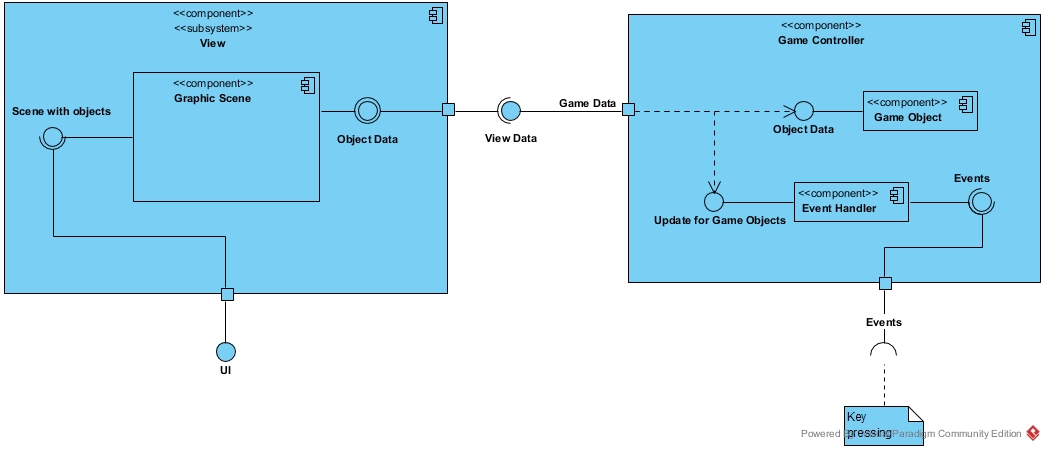 <<component>>
<<subsystem>>
View
<<component>>
Graphic Scene
Scene with objects
Object Data
View Data
UI
<<component>>
Game Controller
Game Data
<<component>>
Game Object
Object Data
<<component>>
Event Handler
Update for Game Objects
Events
Events
Key
pressing
Powered By Visual Paradigm Community Edition